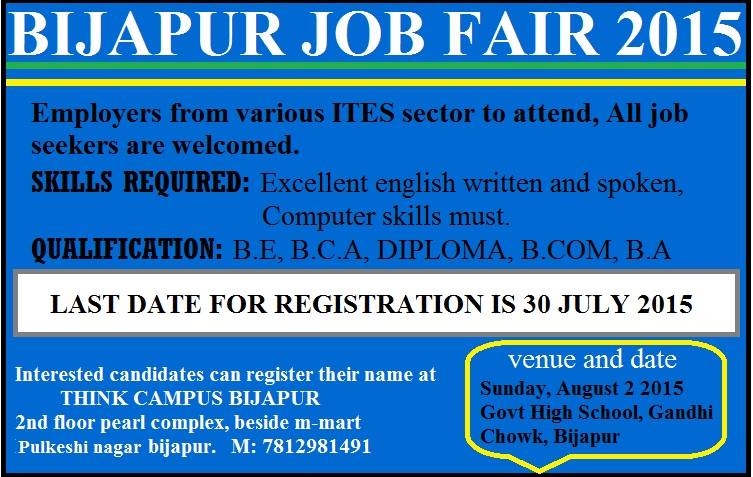 BIJAPUR JOB FAIR 2015
Employers from various ITES sector to attend, All job
seekers are welcomed.
SKILLS REQUIRED: Excellent english written and spoken,
Computer skills must.
QUALIFICATION: B.E, B.C.A, DIPLOMA, B.COM, B.A
LAST DATE FOR REGISTRATION IS 30 JULY 2015
Interested candidates can register their name at
THINK CAMPUS BIJAPUR
2nd floor pearl complex, beside m-mart
Pulkeshi nagar bijapur. M: 7812981491
venue and date
Sunday, August 2 2015
Govt High School, Gandhi
Chowk, Bijapur